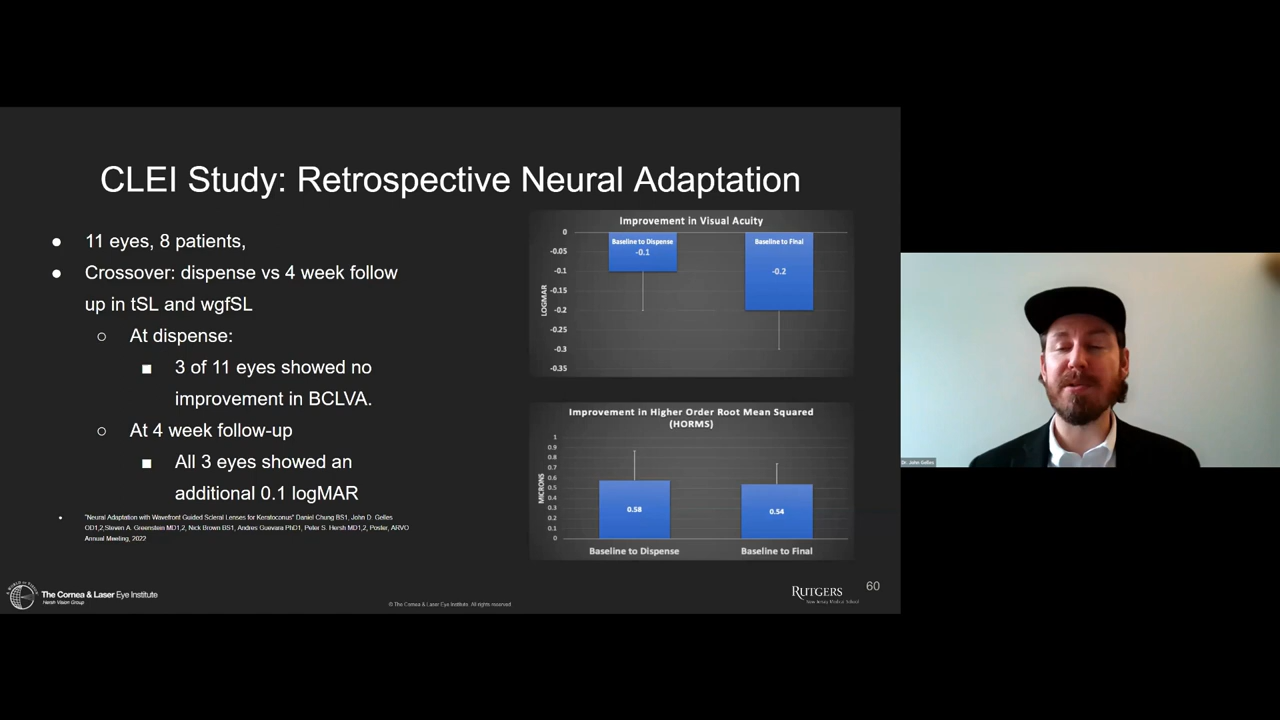 CLEI Study: Retrospective Neural Adaptation
● 11 eyes, 8 patients,
● Crossover: dispense vs 4 week follow
up in tSL and wgfSL
○ At dispense:
■ 3 of 11 eyes showed no
improvement in BCLVA.
○ At 4 week follow-up
■ All 3 eyes showed an
additional 0.1 logMAR
• "Neural Adaptation with Wavefront Guided Scleral Lenses for Keratoconus" Daniel Chung BS1, John D. Gelles
OD1,2,Steven A. Greenstein MD1,2, Nick Brown BS1, Andres Guevara PhD1, Peter S. Hersh MD1,2, Poster, ARVO
Annual Meeting, 2022
Improvement in Visual Acuity
LOGMAR
0
-0.05
-0.1
-0.15
-0.2
-0.25
-0.3
-0.35
Baseline to Dispense
-0.1
Baseline to Final
-0.2
Improvement in Higher Order Root Mean Squared
(HORMS)
MICRONS
1
0.9
0.8
0.7
0.6
0.5
0.4
0.3
0.2
0.1
0
0.58
0.54
Baseline to Dispense
Baseline to Final
The Cornea & Laser Eye Institute
Hersh Vision Group
© The Cornea & Laser Eye Institute. All rights reserved
RUTGERS
New Jersey Medical School
60
Dr. John Gelles